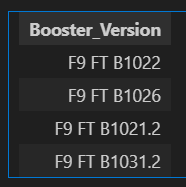 Booster_Version
F9 FT B1022
F9 FT B1026
F9 FT B1021.2
F9 FT B1031.2